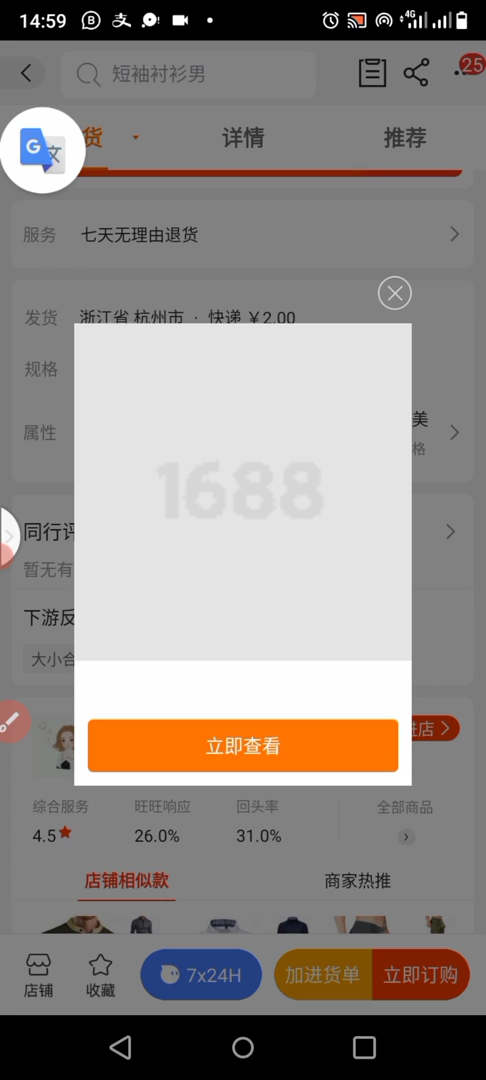 14:59
4G
25
短袖衬衫男
货 详情 推荐
服务 七天无理由退货
发货 浙江省 杭州市 · 快递 ¥2.00
规格
属性 美
格
1688
同行评
暂无有
下游反
大小合
立即查看
进店
综合服务 旺旺响应 回头率 全部商品
4.5 26.0% 31.0%
店铺相似款 商家热推
店铺 收藏 7x24H 加进货单 立即订购